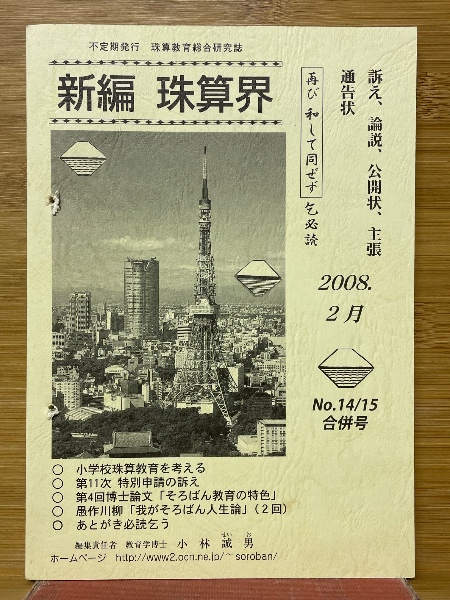 不定期発行 珠算教育総合研究誌
新編 珠算界
訴え、論説、公開状、主張
通告状
再び 和して同ぜず 乞必読
2008.
2月
No.14/15
合併号
○ 小学校珠算教育を考える
○ 第11次 特別申請の訴え
○ 第4回博士論文「そろばん教育の特色」
○ 愚作川柳「我がそろばん人生論」(2回)
○ あとがき必読乞う
編集責任者 教育学博士 小林誠男
せい お
ホームページ http://www2.ocn.ne.jp/~soroban/